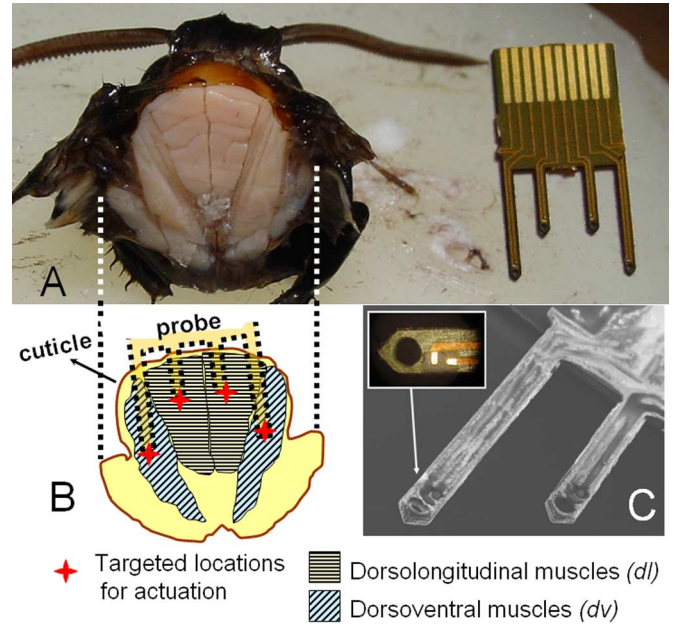 A
probe
cuticle
B
C
Targeted locations
for actuation
Dorsolongitudinal muscles (dl)
Dorsoventral muscles (dv)